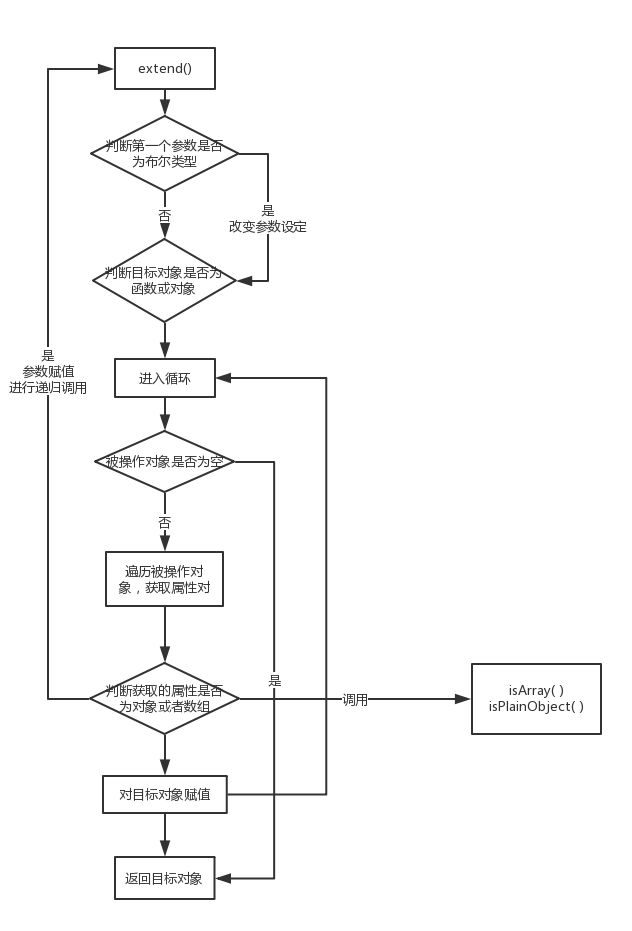 extend()
判断第一个参数是否
为布尔类型
否
是
改变参数设定
判断目标对象是否为
函数或对象
是
参数赋值
进行递归调用
进入循环
被操作对象是否为空
否
遍历被操作对
象，获取属性对
是
判断获取的属性是否
为对象或者数组
调用
isArray( )
isPlainObject( )
对目标对象赋值
返回目标对象